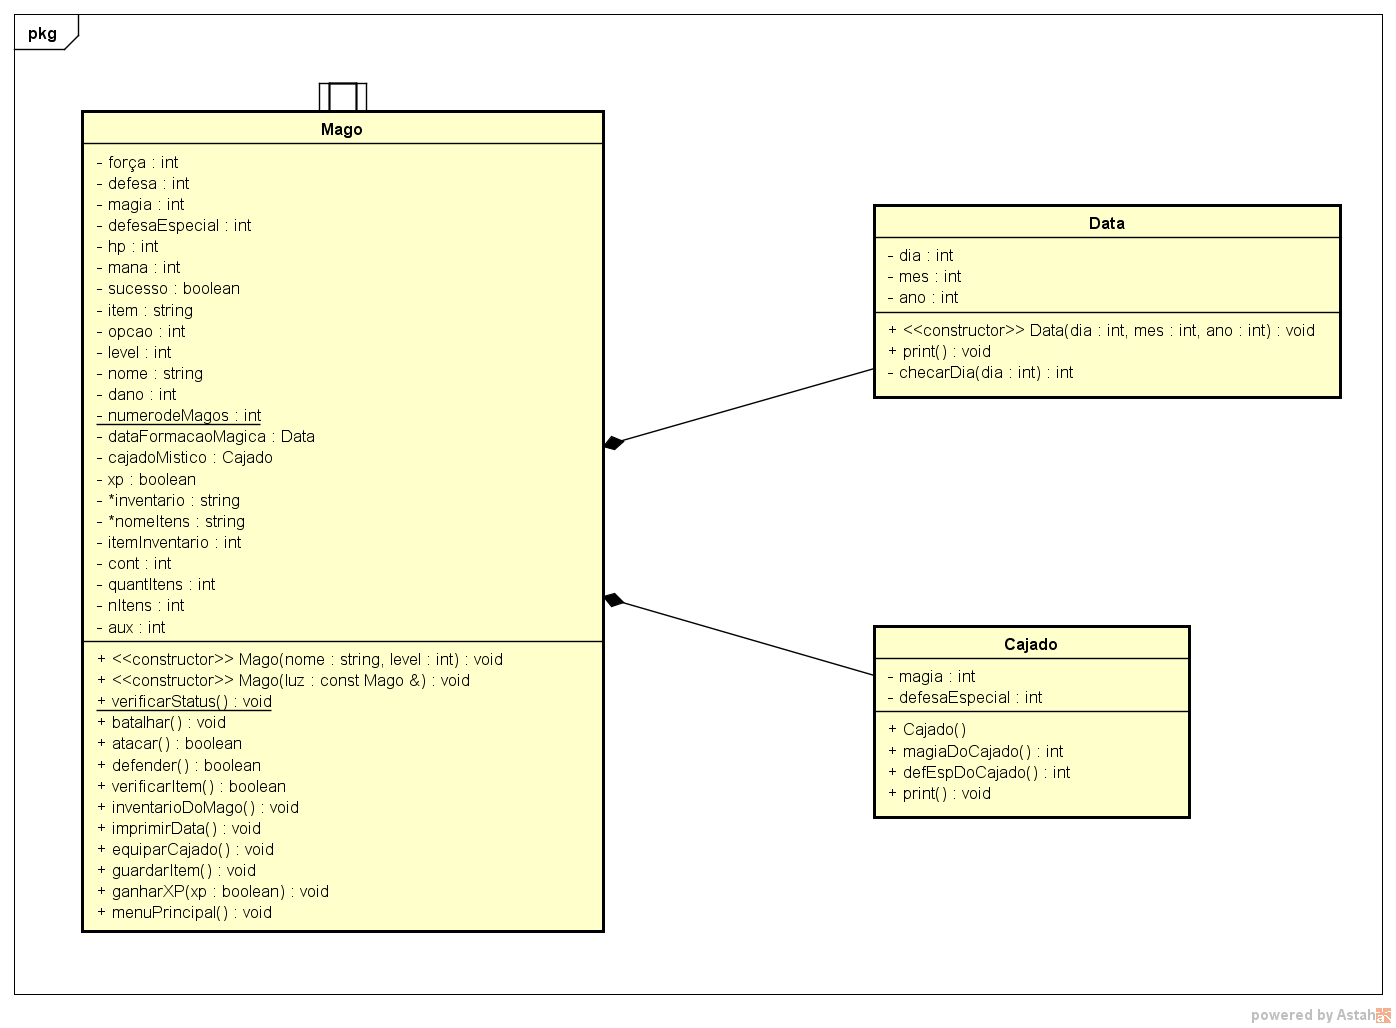 pkg
Mago
- força : int
- defesa : int
- magia : int
- defesaEspecial : int
- hp : int
- mana : int
- sucesso : boolean
- item : string
- opcao : int
- level : int
- nome : string
- dano : int
- numerodeMagos : int
- dataFormacaoMagica : Data
- cajadoMistico : Cajado
- xp : boolean
- *inventario : string
- *nomeItens : string
- itemInventario : int
- cont : int
- quantItens : int
- nItens : int
- aux : int
+ <<constructor>> Mago(nome : string, level : int) : void
+ <<constructor>> Mago(luz : const Mago &) : void
+ verificarStatus() : void
+ batalhar() : void
+ atacar() : boolean
+ defender() : boolean
+ verificarItem() : boolean
+ inventarioDoMago() : void
+ imprimirData() : void
+ equiparCajado() : void
+ guardarItem() : void
+ ganharXP(xp : boolean) : void
+ menuPrincipal() : void
Data
- dia : int
- mes : int
- ano : int
+ <<constructor>> Data(dia : int, mes : int, ano : int) : void
+ print() : void
- checarDia(dia : int) : int
Cajado
- magia : int
- defesaEspecial : int
+ Cajado()
+ magiaDoCajado() : int
+ defEspDoCajado() : int
+ print() : void
powered by Astah